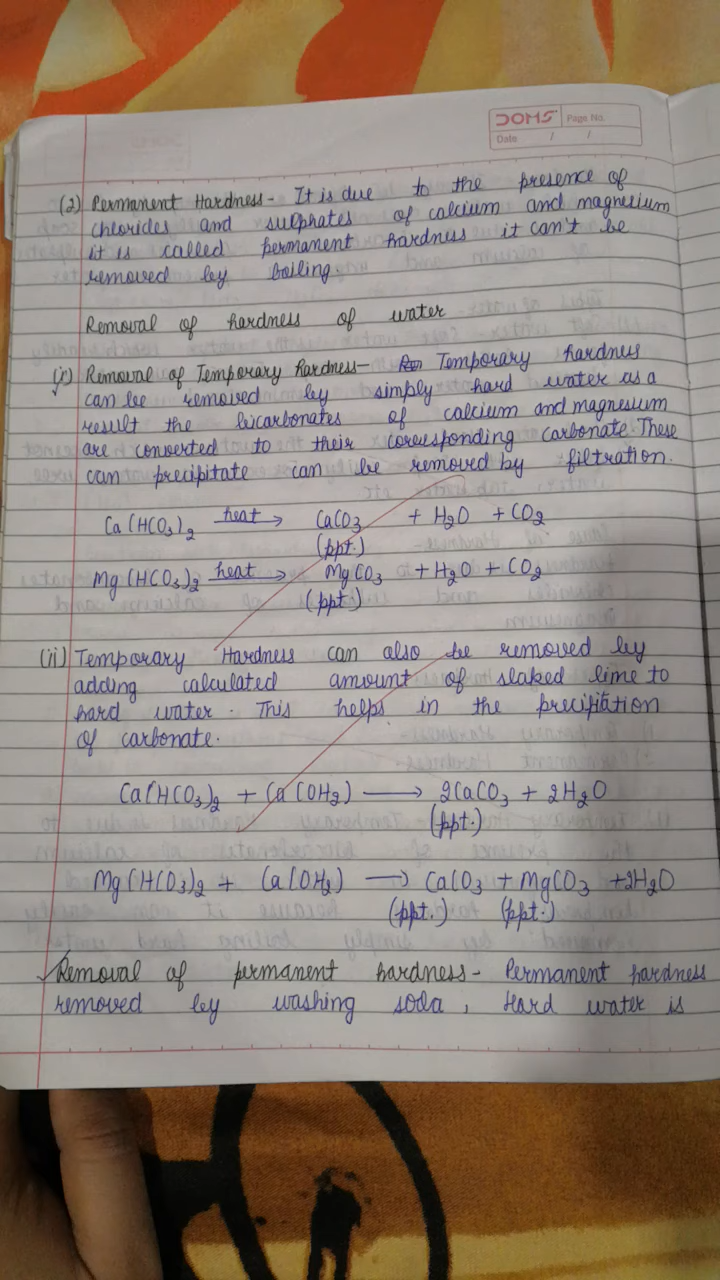 DOMS Page No.
Date / /
(2) Permanent Hardness - It is due to the presence of
chlorides and sulphates of calcium and magnesium
it is called permanent hardness it can't be
removed by boiling.
Removal of hardness of water
(i) Removal of Temporary Hardness - Temporary hardness
can be removed by simply hard water as a
result the bicarbonates of calcium and magnesium
are converted to their corresponding carbonate. These
can precipitate can be removed by filtration.
Ca(HCO₃)₂ heat → CaCO₃ + H₂O + CO₂
(ppt.)
Mg(HCO₃)₂ heat → MgCO₃ + H₂O + CO₂
(ppt)
(ii) Temporary Hardness can also be removed by
adding calculated amount of slaked lime to
hard water. This helps in the precipitation
of carbonate.
Ca(HCO₃)₂ + Ca(OH₂) → 2CaCO₃ + 2H₂O
(ppt.)
Mg(HCO₃)₂ + Ca(OH₂) → CaCO₃ + MgCO₃ + 2H₂O
(ppt.) (ppt.)
Removal of permanent hardness - Permanent hardness
removed by washing soda, Hard water is